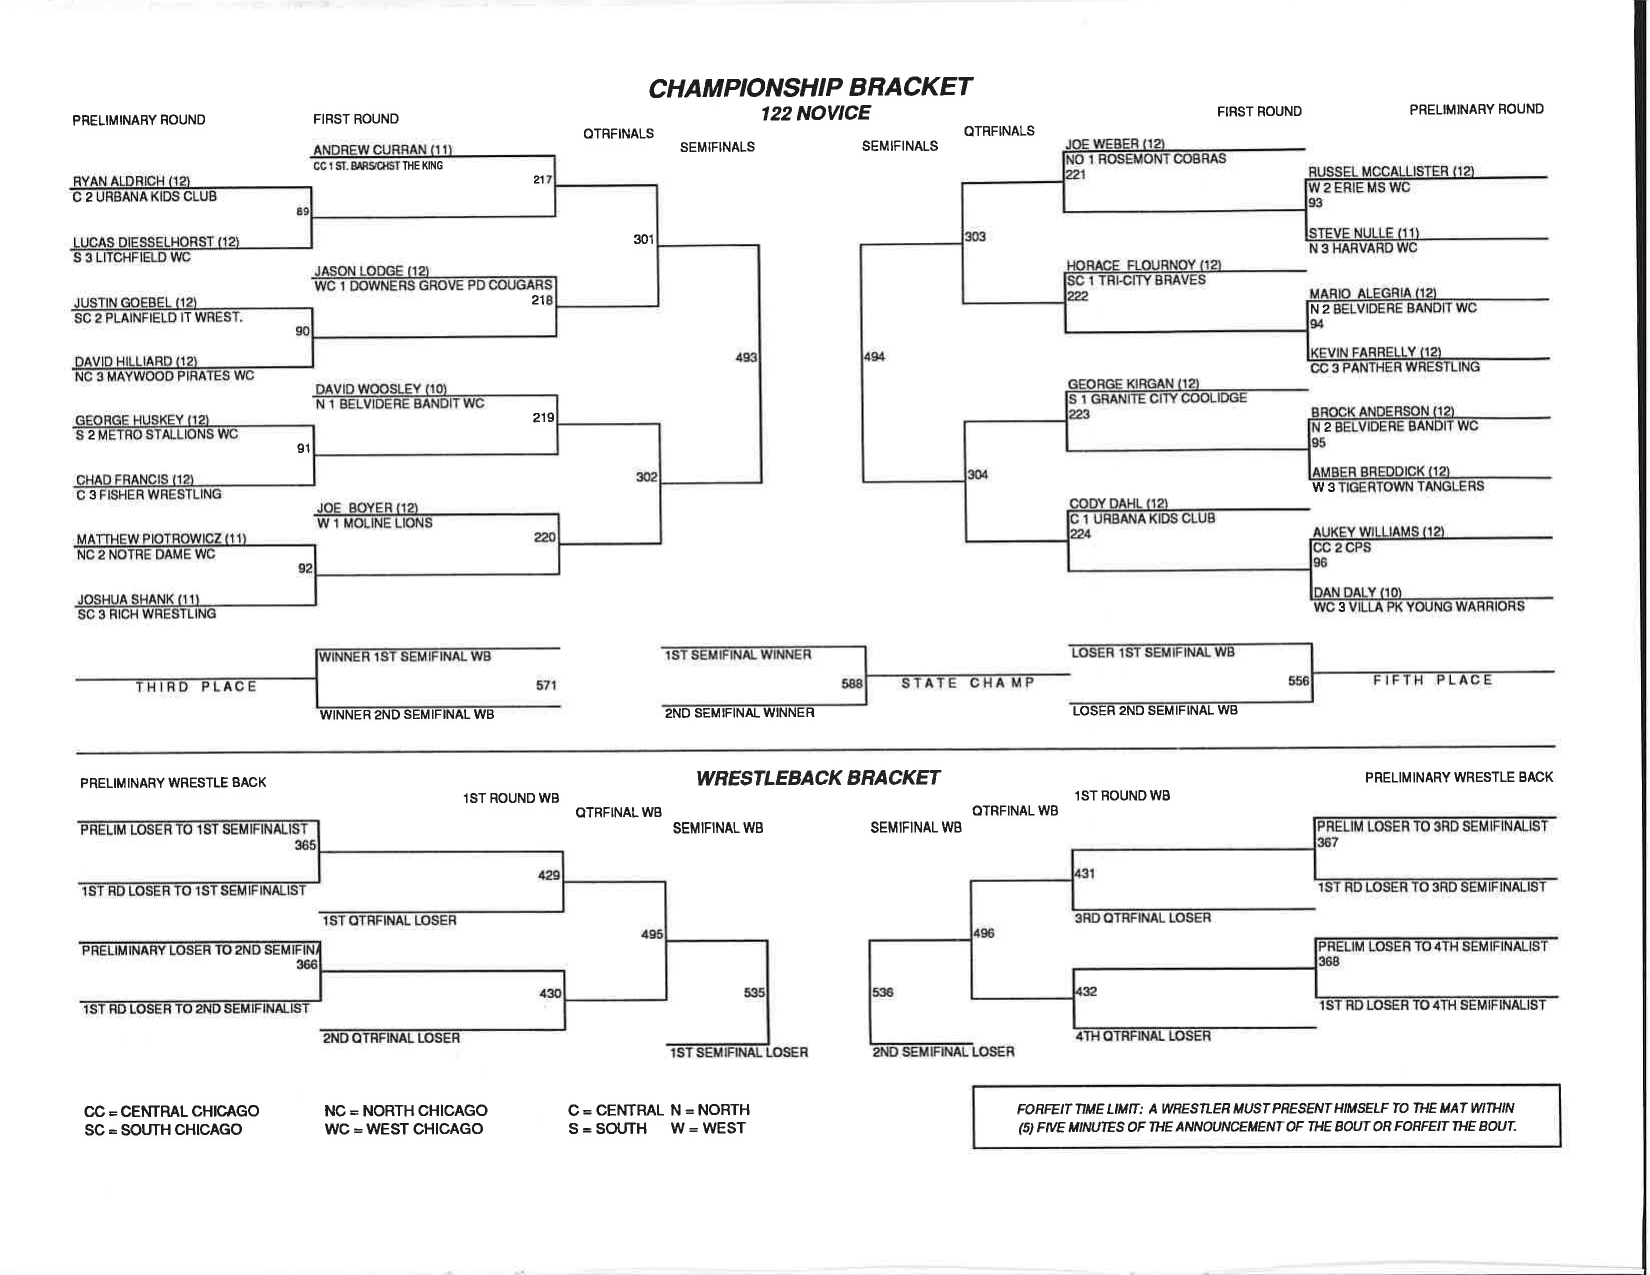 CHAMPIONSHIP BRACKET
122 NOVICE
PRELIMINARY ROUND
FIRST ROUND
QTRFINALS
SEMIFINALS
SEMIFINALS
QTRFINALS
FIRST ROUND
PRELIMINARY ROUND
ANDREW CURRAN (11)
CC 1 ST. BARS/CHST THE KING
217
RYAN ALDRICH (12)
C 2 URBANA KIDS CLUB
89
LUCAS DIESSELHORST (12)
S 3 LITCHFIELD WC
301
JASON LODGE (12)
WC 1 DOWNERS GROVE PD COUGARS
218
JUSTIN GOEBEL (12)
SC 2 PLAINFIELD IT WREST.
90
DAVID HILLIARD (12)
NC 3 MAYWOOD PIRATES WC
493
DAVID WOOSLEY (10)
N 1 BELVIDERE BANDIT WC
219
GEORGE HUSKEY (12)
S 2 METRO STALLIONS WC
91
CHAD FRANCIS (12)
C 3 FISHER WRESTLING
302
JOE BOYER (12)
W 1 MOLINE LIONS
220
MATTHEW PIOTROWICZ (11)
NC 2 NOTRE DAME WC
92
JOSHUA SHANK (11)
SC 3 RICH WRESTLING
JOE WEBER (12)
NO 1 ROSEMONT COBRAS
221
RUSSEL MCCALLISTER (12)
W 2 ERIE MS WC
93
STEVE NULLE (11)
N 3 HARVARD WC
303
HORACE FLOURNOY (12)
SC 1 TRI-CITY BRAVES
222
MARIO ALEGRIA (12)
N 2 BELVIDERE BANDIT WC
94
KEVIN FARRELLY (12)
CC 3 PANTHER WRESTLING
494
GEORGE KIRGAN (12)
S 1 GRANITE CITY COOLIDGE
223
BROCK ANDERSON (12)
N 2 BELVIDERE BANDIT WC
95
AMBER BREDDICK (12)
W 3 TIGERTOWN TANGLERS
304
CODY DAHL (12)
C 1 URBANA KIDS CLUB
224
AUKEY WILLIAMS (12)
CC 2 CPS
96
DAN DALY (10)
WC 3 VILLA PK YOUNG WARRIORS
WINNER 1ST SEMIFINAL WB
THIRD PLACE
571
WINNER 2ND SEMIFINAL WB
1ST SEMIFINAL WINNER
588
STATE CHAMP
2ND SEMIFINAL WINNER
LOSER 1ST SEMIFINAL WB
556
FIFTH PLACE
LOSER 2ND SEMIFINAL WB
WRESTLEBACK BRACKET
PRELIMINARY WRESTLE BACK
1ST ROUND WB
QTRFINAL WB
SEMIFINAL WB
SEMIFINAL WB
QTRFINAL WB
1ST ROUND WB
PRELIMINARY WRESTLE BACK
PRELIM LOSER TO 1ST SEMIFINALIST
365
1ST RD LOSER TO 1ST SEMIFINALIST
429
1ST QTRFINAL LOSER
495
PRELIMINARY LOSER TO 2ND SEMIFINA
366
1ST RD LOSER TO 2ND SEMIFINALIST
430
2ND QTRFINAL LOSER
535
1ST SEMIFINAL LOSER
PRELIM LOSER TO 3RD SEMIFINALIST
367
1ST RD LOSER TO 3RD SEMIFINALIST
431
3RD QTRFINAL LOSER
496
PRELIM LOSER TO 4TH SEMIFINALIST
368
1ST RD LOSER TO 4TH SEMIFINALIST
432
4TH QTRFINAL LOSER
536
2ND SEMIFINAL LOSER
CC = CENTRAL CHICAGO
SC = SOUTH CHICAGO
NC = NORTH CHICAGO
WC = WEST CHICAGO
C = CENTRAL N = NORTH
S = SOUTH W = WEST
FORFEIT TIME LIMIT: A WRESTLER MUST PRESENT HIMSELF TO THE MAT WITHIN
(5) FIVE MINUTES OF THE ANNOUNCEMENT OF THE BOUT OR FORFEIT THE BOUT.